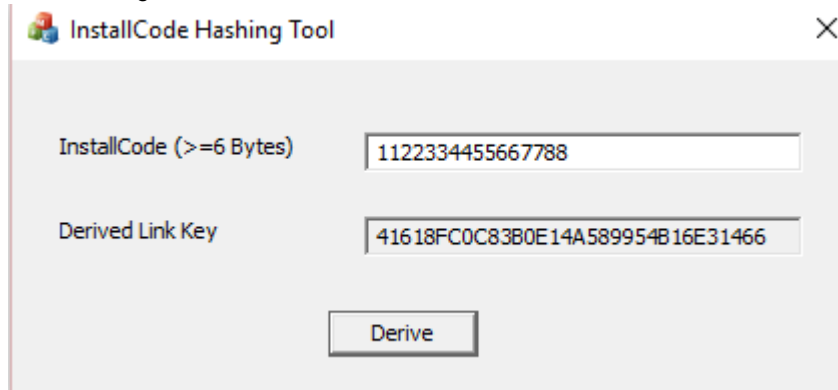 InstallCode Hashing Tool
InstallCode (>=6 Bytes) 1122334455667788
Derived Link Key 41618FC0C83B0E14A589954B16E31466
Derive